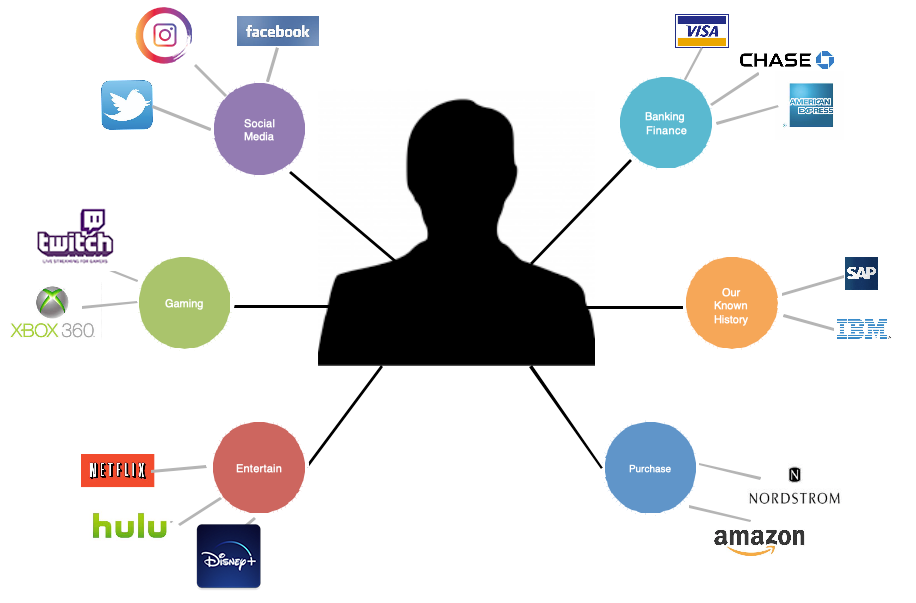 facebook
VISA
CHASE
AMERICAN
EXPRESS
Social
Media
Banking
Finance
twitch
LIVE STREAMING FOR GAMERS
XBOX 360
Gaming
Our
Known
History
SAP
IBM
NETFLIX
hulu
Disney+
Entertain
Purchase
N
NORDSTROM
amazon